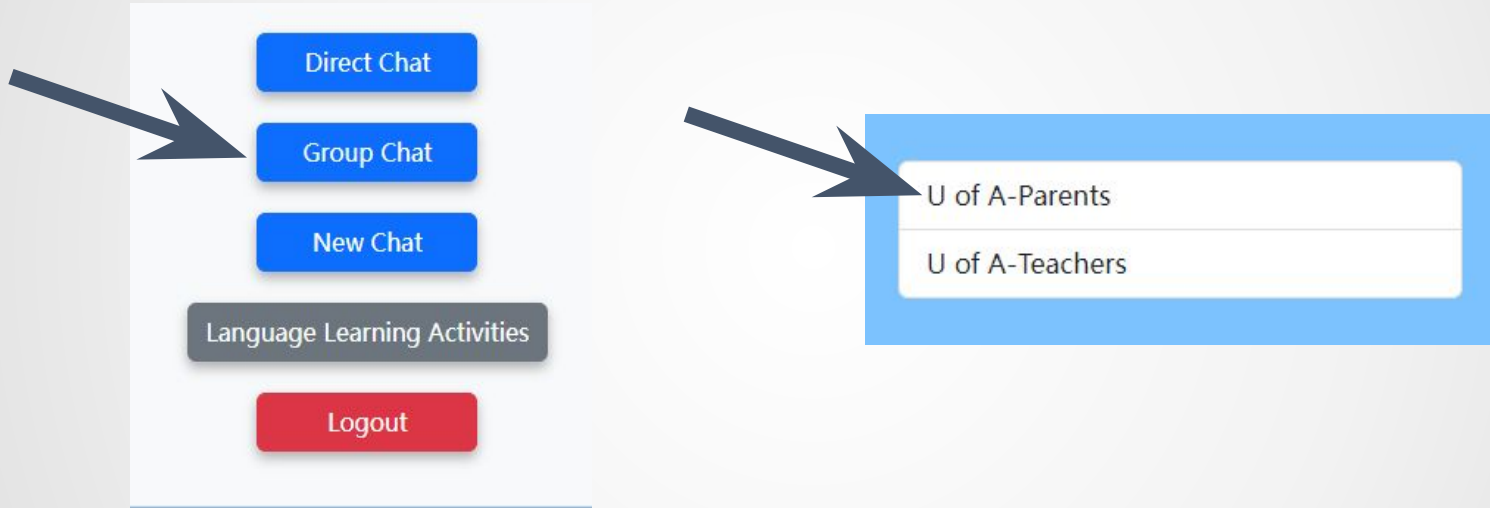 Direct Chat
Group Chat
New Chat
Language Learning Activities
Logout
U of A-Parents
U of A-Teachers